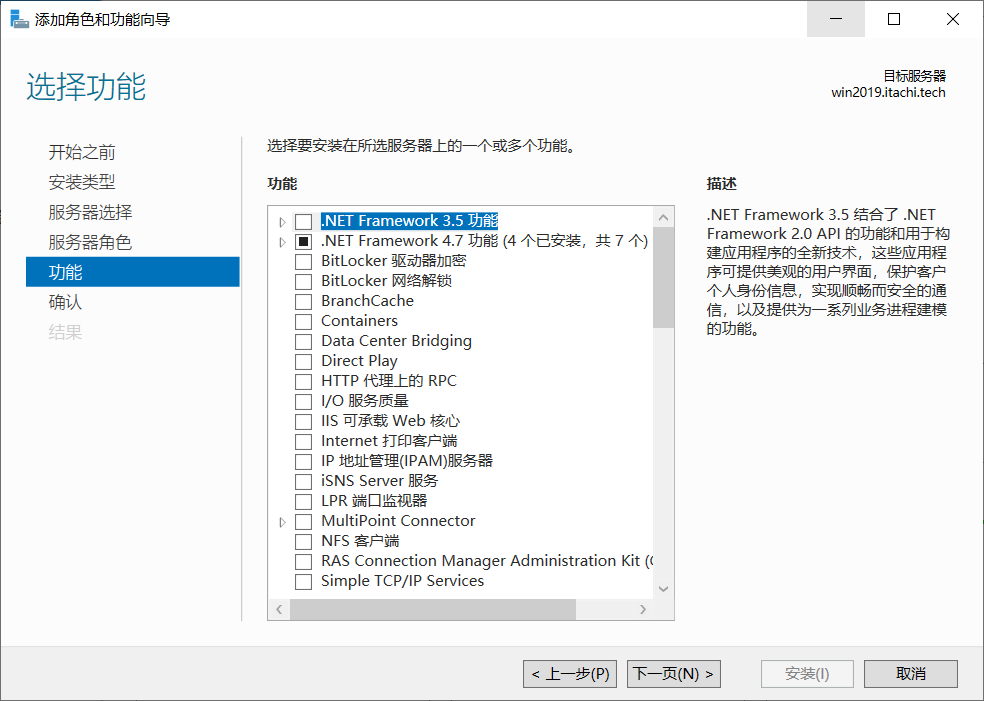 添加角色和功能向导
选择功能
目标服务器
win2019.itachi.tech
开始之前
安装类型
服务器选择
服务器角色
功能
确认
结果
选择要安装在所选服务器上的一个或多个功能。
功能
.NET Framework 3.5 功能
.NET Framework 4.7 功能 (4 个已安装，共 7 个)
BitLocker 驱动器加密
BitLocker 网络解锁
BranchCache
Containers
Data Center Bridging
Direct Play
HTTP 代理上的 RPC
I/O 服务质量
IIS 可承载 Web 核心
Internet 打印客户端
IP 地址管理(IPAM)服务器
iSNS Server 服务
LPR 端口监视器
MultiPoint Connector
NFS 客户端
RAS Connection Manager Administration Kit (
Simple TCP/IP Services
描述
.NET Framework 3.5 结合了 .NET
Framework 2.0 API 的功能和用于构
建应用程序的全新技术，这些应用程
序可提供美观的用户界面，保护客户
个人身份信息，实现顺畅而安全的通
信，以及提供为一系列业务进程建模
的功能。
< 上一步(P)
下一页(N) >
安装(I)
取消